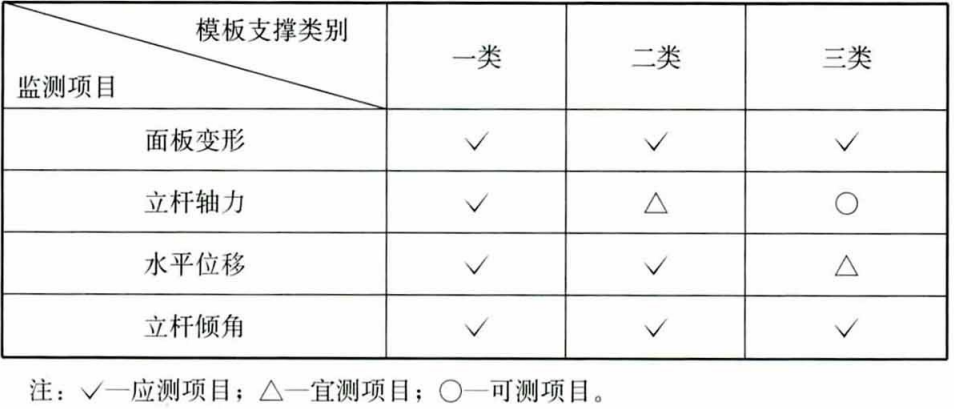 模板支撑类别
监测项目 一类 二类 三类
面板变形 ✓ ✓ ✓
立杆轴力 ✓ △ ○
水平位移 ✓ ✓ △
立杆倾角 ✓ ✓ ✓
注：✓—应测项目；△—宜测项目；○—可测项目。